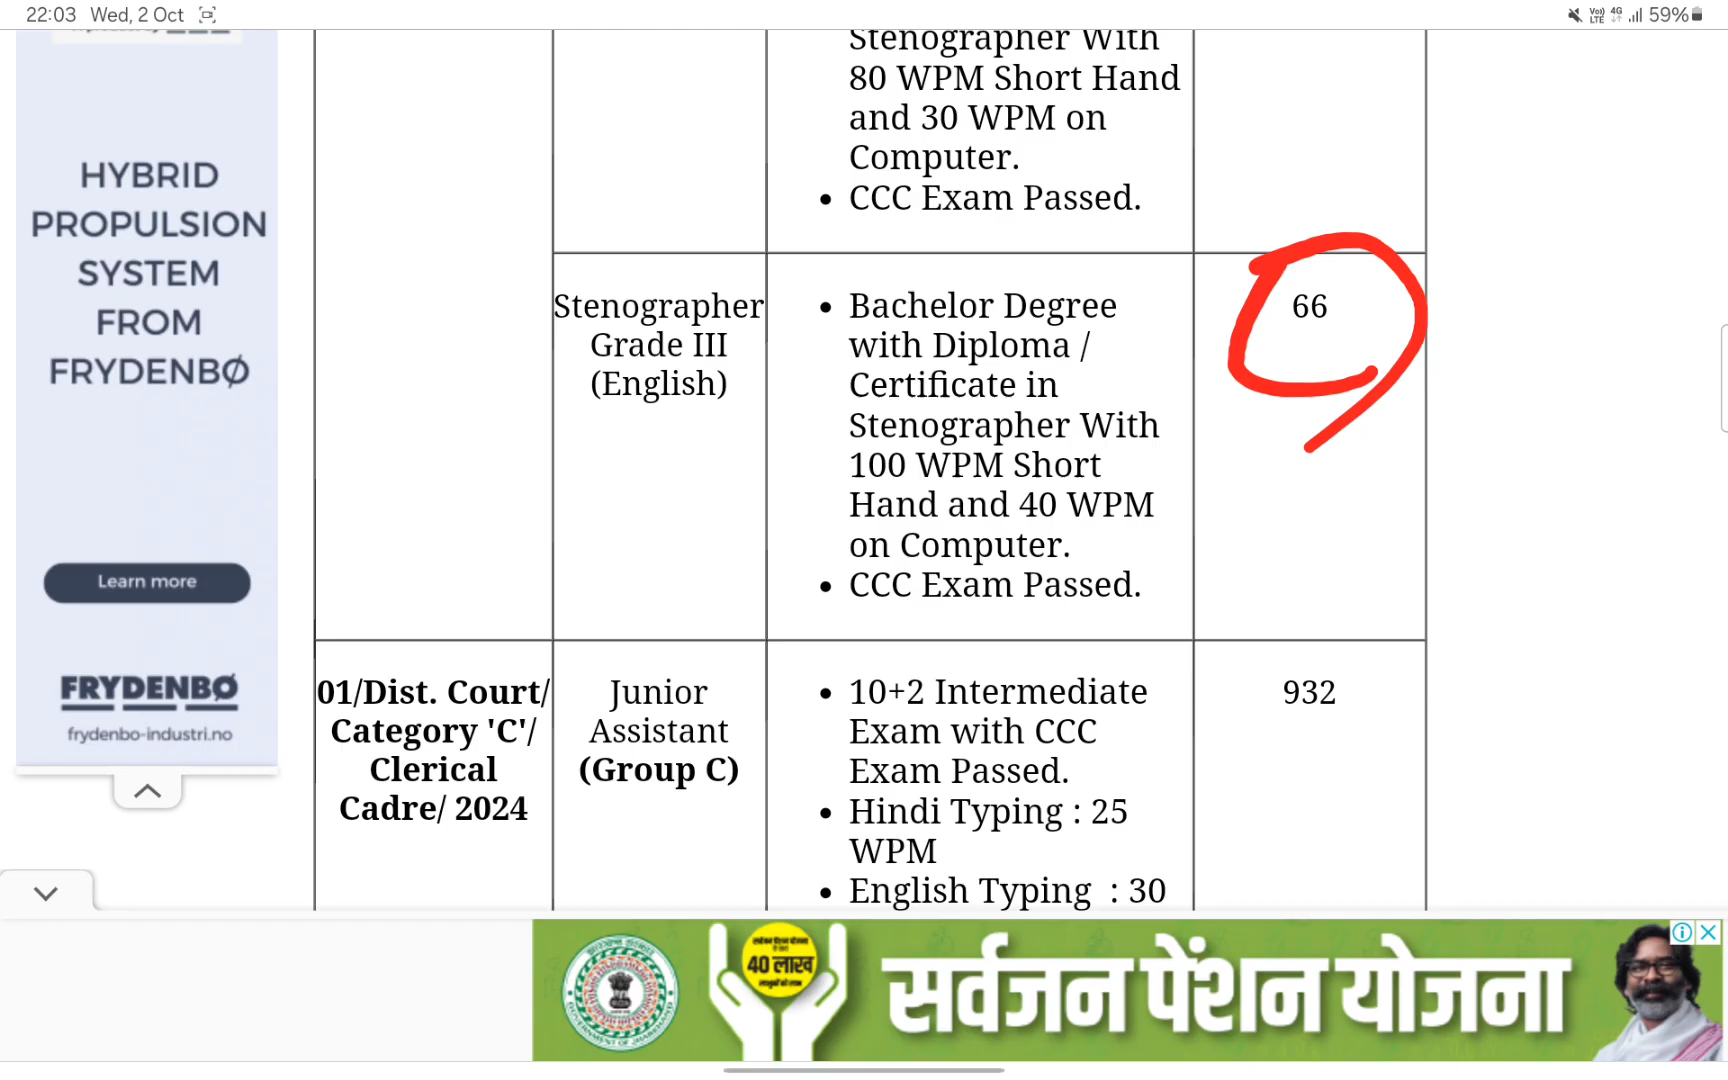 22:03 Wed, 2 Oct
Vo) LTE 4G 59%
HYBRID
PROPULSION
SYSTEM
FROM
FRYDENBØ
Learn more
FRYDENBØ
frydenbo-industri.no
Stenographer With
80 WPM Short Hand
and 30 WPM on
Computer.
• CCC Exam Passed.
Stenographer
Grade III
(English)
• Bachelor Degree
with Diploma /
Certificate in
Stenographer With
100 WPM Short
Hand and 40 WPM
on Computer.
• CCC Exam Passed.
66
01/Dist. Court/
Category 'C'/
Clerical
Cadre/ 2024
Junior
Assistant
(Group C)
• 10+2 Intermediate
Exam with CCC
Exam Passed.
• Hindi Typing : 25
WPM
• English Typing : 30
932
40 लाख
सर्वजन पेंशन योजना